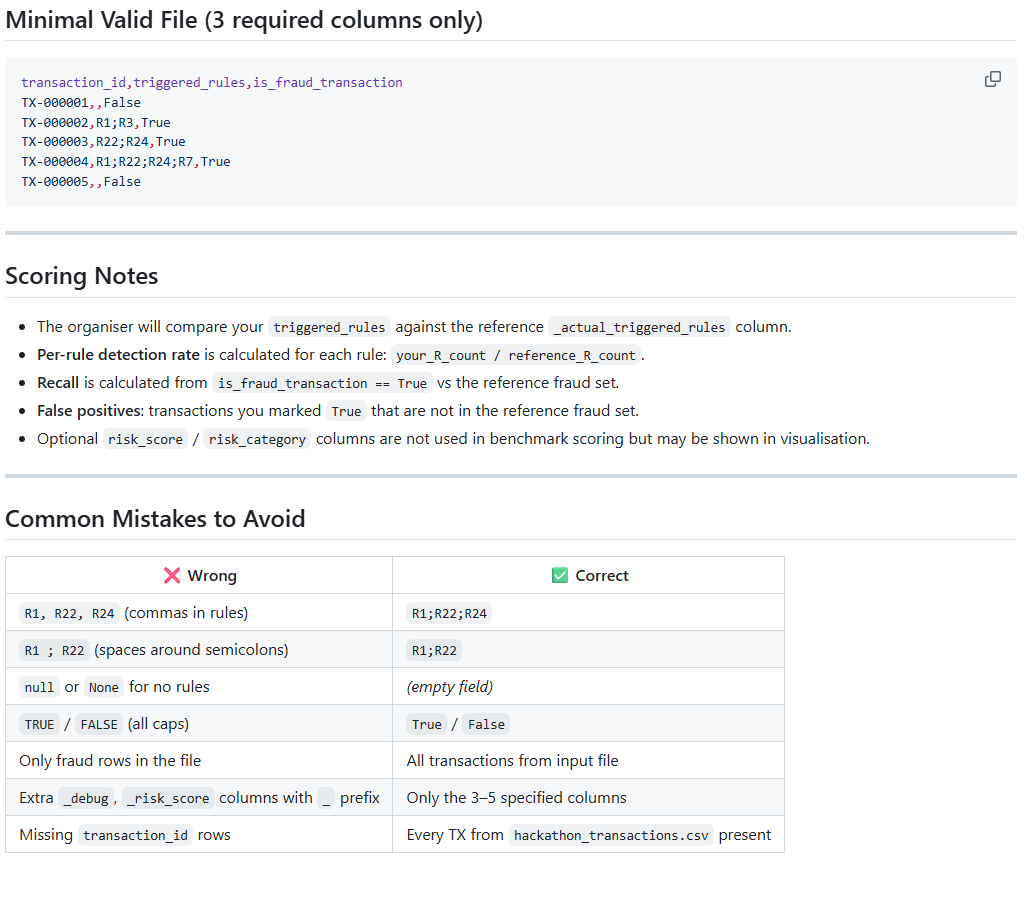 Minimal Valid File (3 required columns only)
transaction_id,triggered_rules,is_fraud_transaction
TX-000001,,False
TX-000002,R1;R3,True
TX-000003,R22;R24,True
TX-000004,R1;R22;R24;R7,True
TX-000005,,False
Scoring Notes
• The organiser will compare your triggered_rules against the reference _actual_triggered_rules column.
• Per-rule detection rate is calculated for each rule: your_R_count / reference_R_count.
• Recall is calculated from is_fraud_transaction == True vs the reference fraud set.
• False positives: transactions you marked True that are not in the reference fraud set.
• Optional risk_score / risk_category columns are not used in benchmark scoring but may be shown in visualisation.
Common Mistakes to Avoid
❌ Wrong ✅ Correct
R1, R22, R24 (commas in rules) R1;R22;R24
R1 ; R22 (spaces around semicolons) R1;R22
null or None for no rules (empty field)
TRUE / FALSE (all caps) True / False
Only fraud rows in the file All transactions from input file
Extra _debug, _risk_score columns with _ prefix Only the 3–5 specified columns
Missing transaction_id rows Every TX from hackathon_transactions.csv present